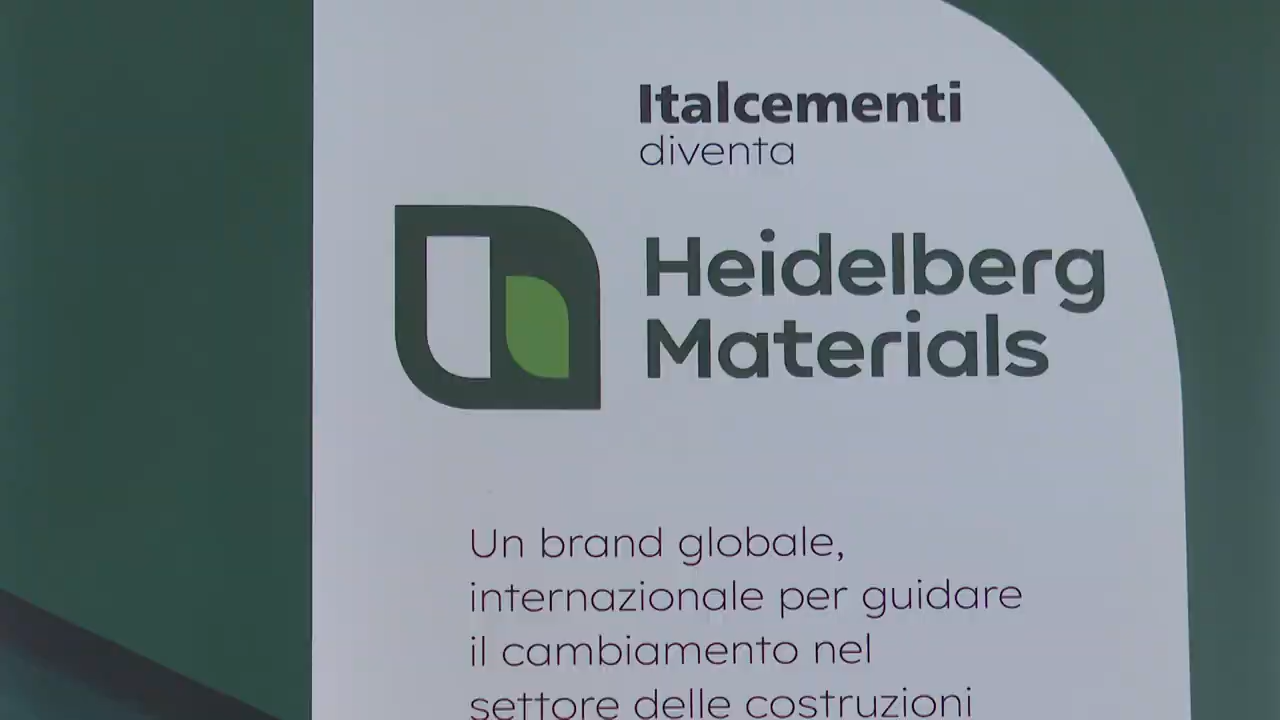 Italcementi
diventa
Heidelberg
Materials
Un brand globale,
internazionale per guidare
il cambiamento nel
settore delle costruzioni